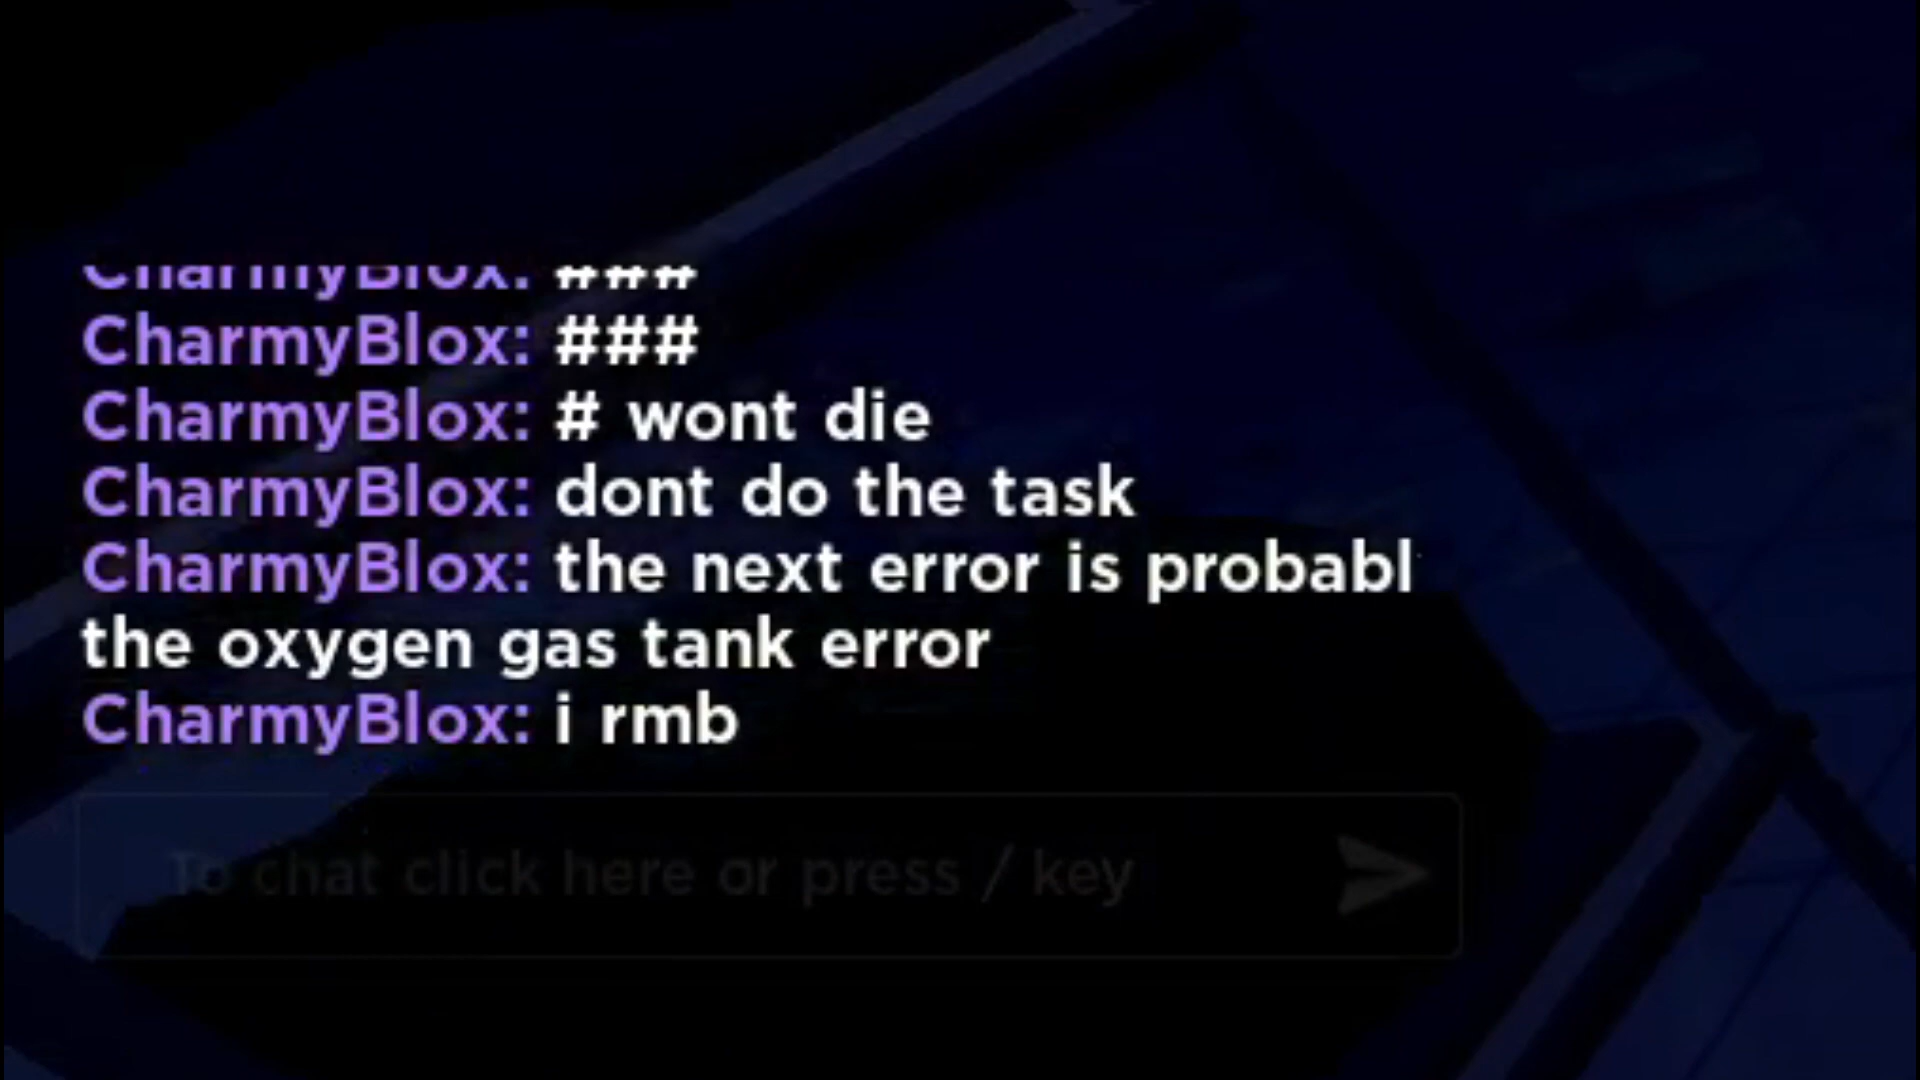 CharmyBlox: ###
CharmyBlox: ###
CharmyBlox: # wont die
CharmyBlox: dont do the task
CharmyBlox: the next error is probabl
the oxygen gas tank error
CharmyBlox: i rmb
To chat click here or press / key